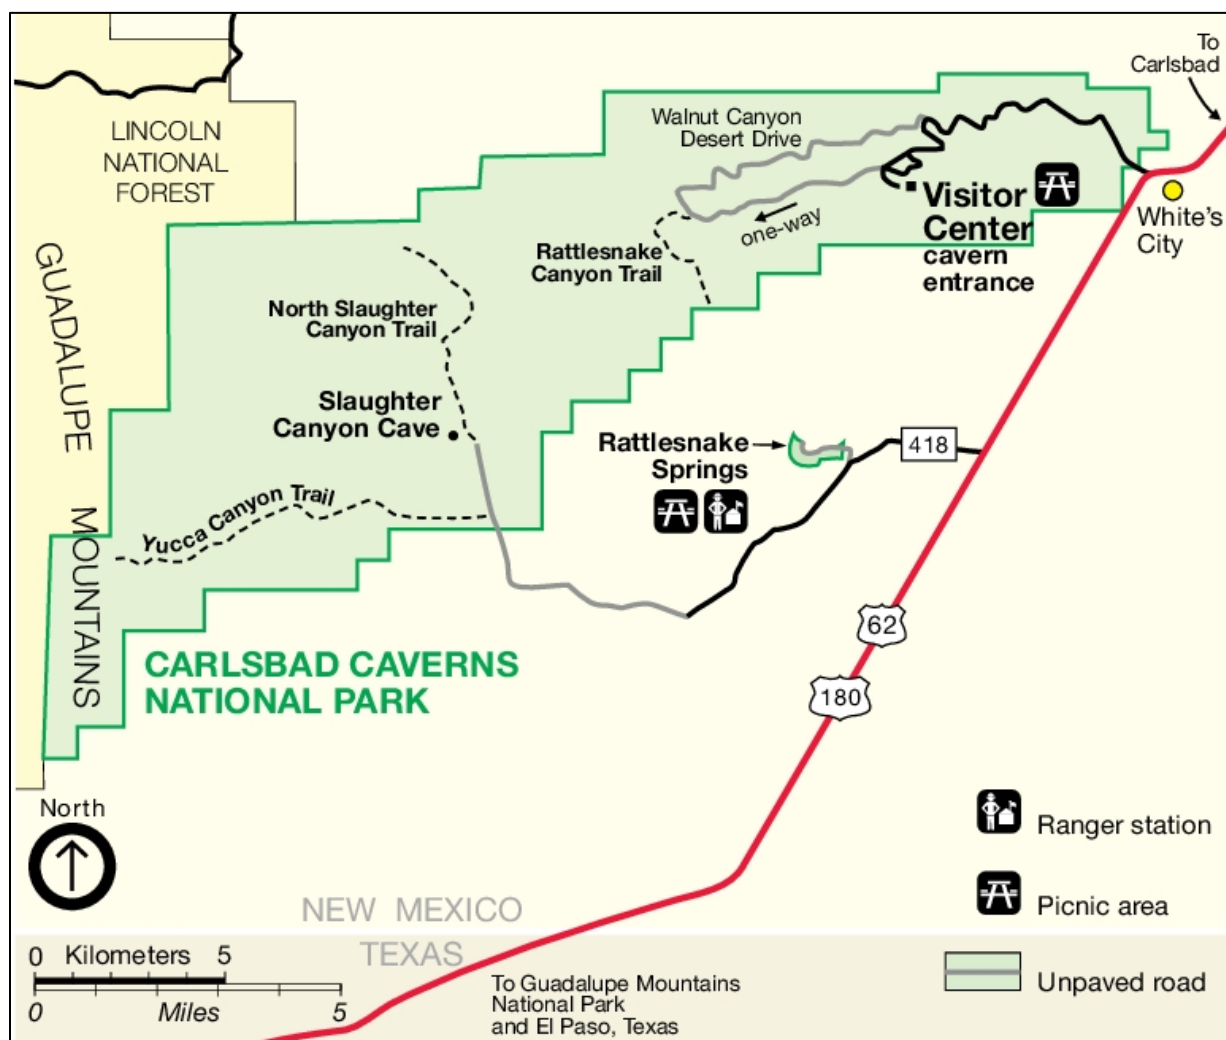 To
Carlsbad
LINCOLN
NATIONAL
FOREST
Walnut Canyon
Desert Drive
Visitor
Center
cavern
entrance
White's
City
one-way
Rattlesnake
Canyon Trail
GUADALUPE
MOUNTAINS
North Slaughter
Canyon Trail
Slaughter
Canyon Cave
Rattlesnake
Springs
418
Yucca Canyon Trail
62
180
CARLSBAD CAVERNS
NATIONAL PARK
North
Ranger station
Picnic area
Unpaved road
NEW MEXICO
TEXAS
0 Kilometers 5
0 Miles 5
To Guadalupe Mountains
National Park
and El Paso, Texas